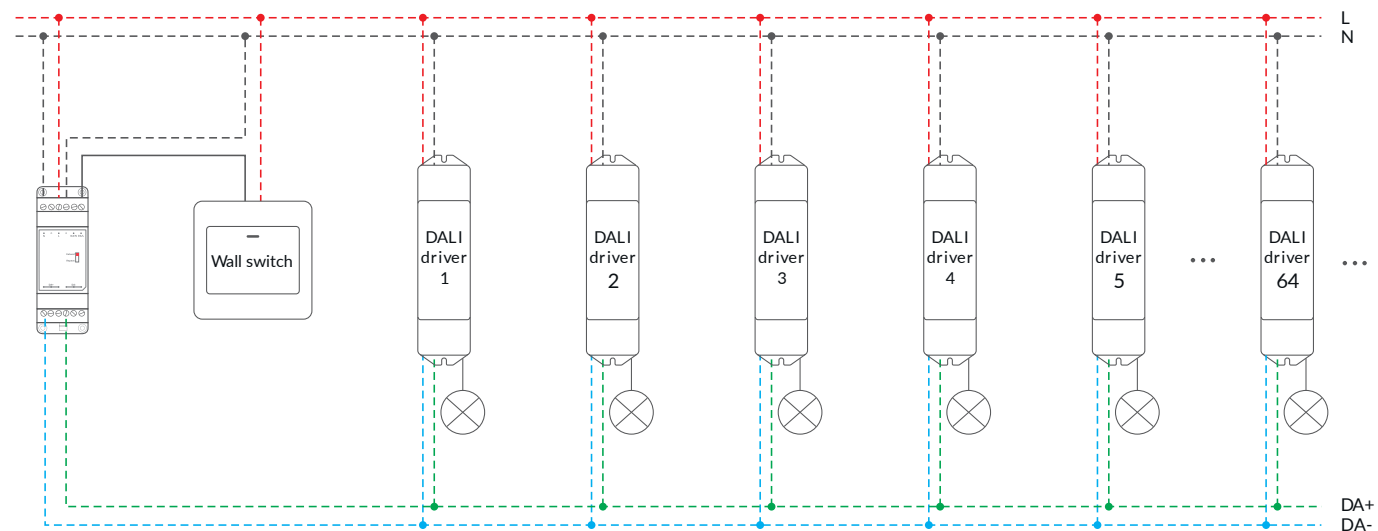 L
N
Wall switch
DALI
driver
1
DALI
driver
2
DALI
driver
3
DALI
driver
4
DALI
driver
5
...
DALI
driver
64
...
DA+
DA-